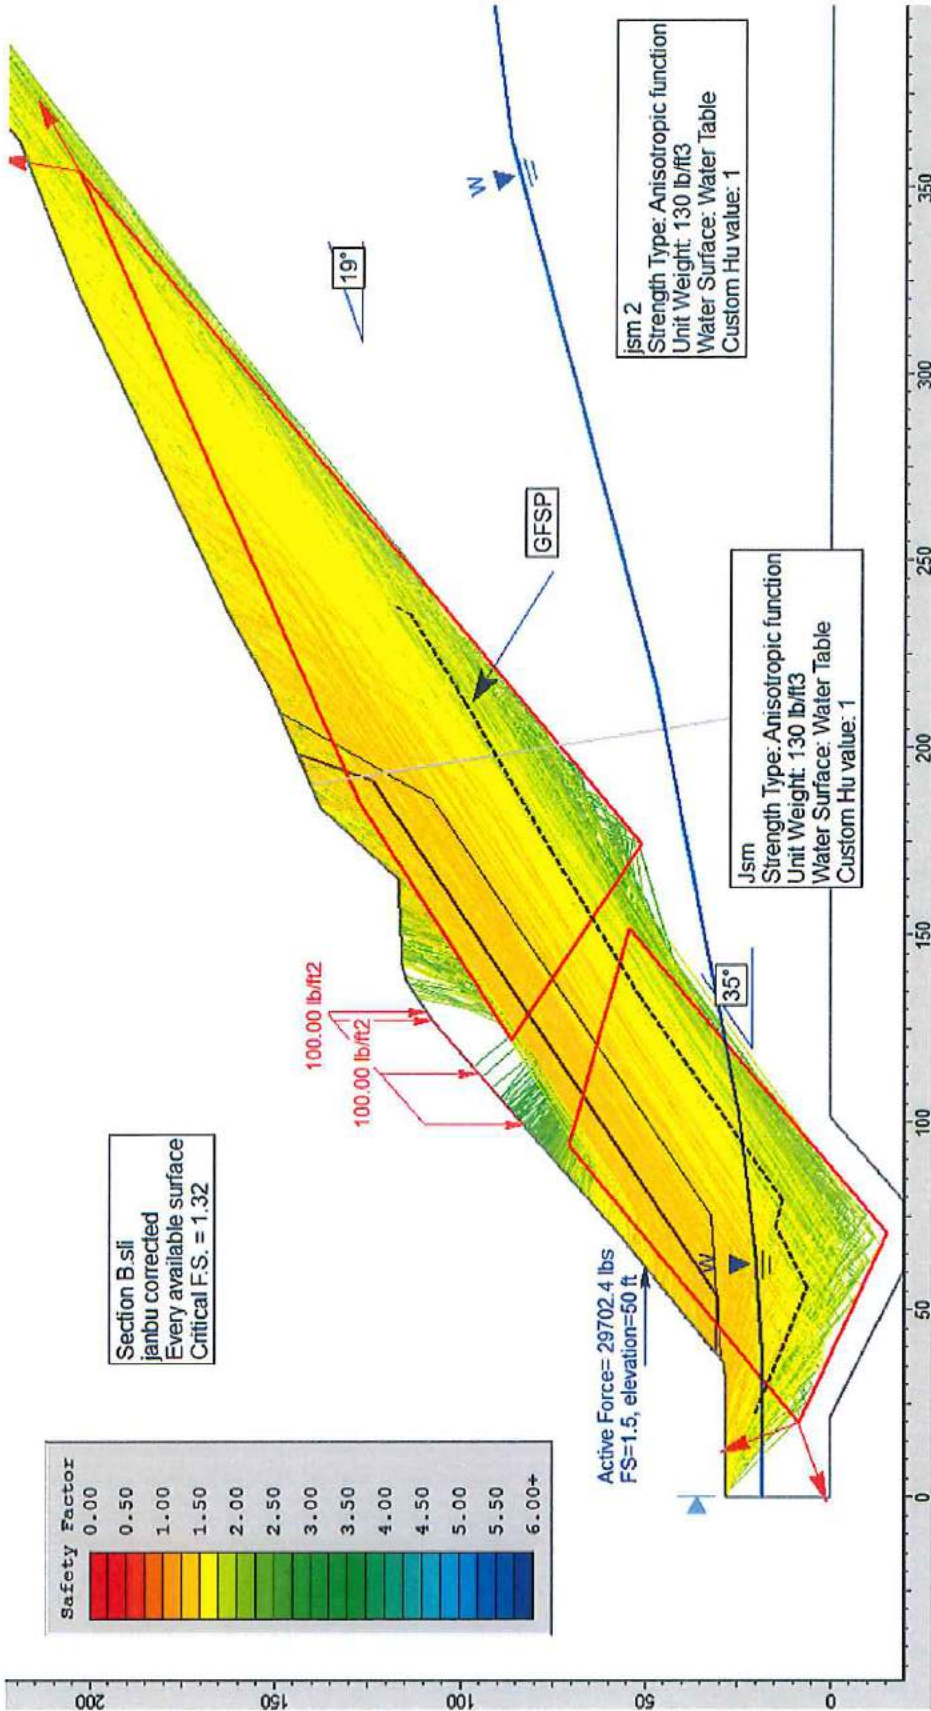 Section B.sli
janbu corrected
Every available surface
Critical F.S. = 1.32
Safety Factor
0.00
0.50
1.00
1.50
2.00
2.50
3.00
3.50
4.00
4.50
5.00
5.50
6.00+
100.00 lb/ft2
100.00 lb/ft2
Active Force= 29702.4 lbs
FS=1.5, elevation=50 ft
W
W
19°
35°
GFSP
jsm 2
Strength Type: Anisotropic function
Unit Weight: 130 lb/ft3
Water Surface: Water Table
Custom Hu value: 1
Jsm
Strength Type: Anisotropic function
Unit Weight: 130 lb/ft3
Water Surface: Water Table
Custom Hu value: 1
200
150
100
50
0
0
50
100
150
200
250
300
350